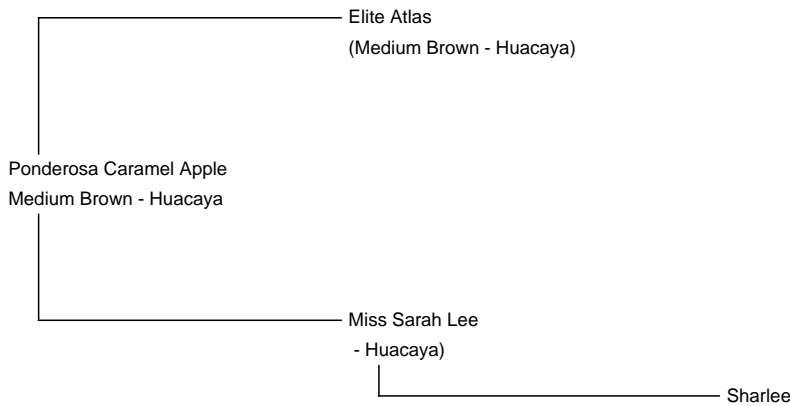 Elite Atlas
(Medium Brown - Huacaya)
Ponderosa Caramel Apple
Medium Brown - Huacaya
Miss Sarah Lee
- Huacaya)
Sharlee